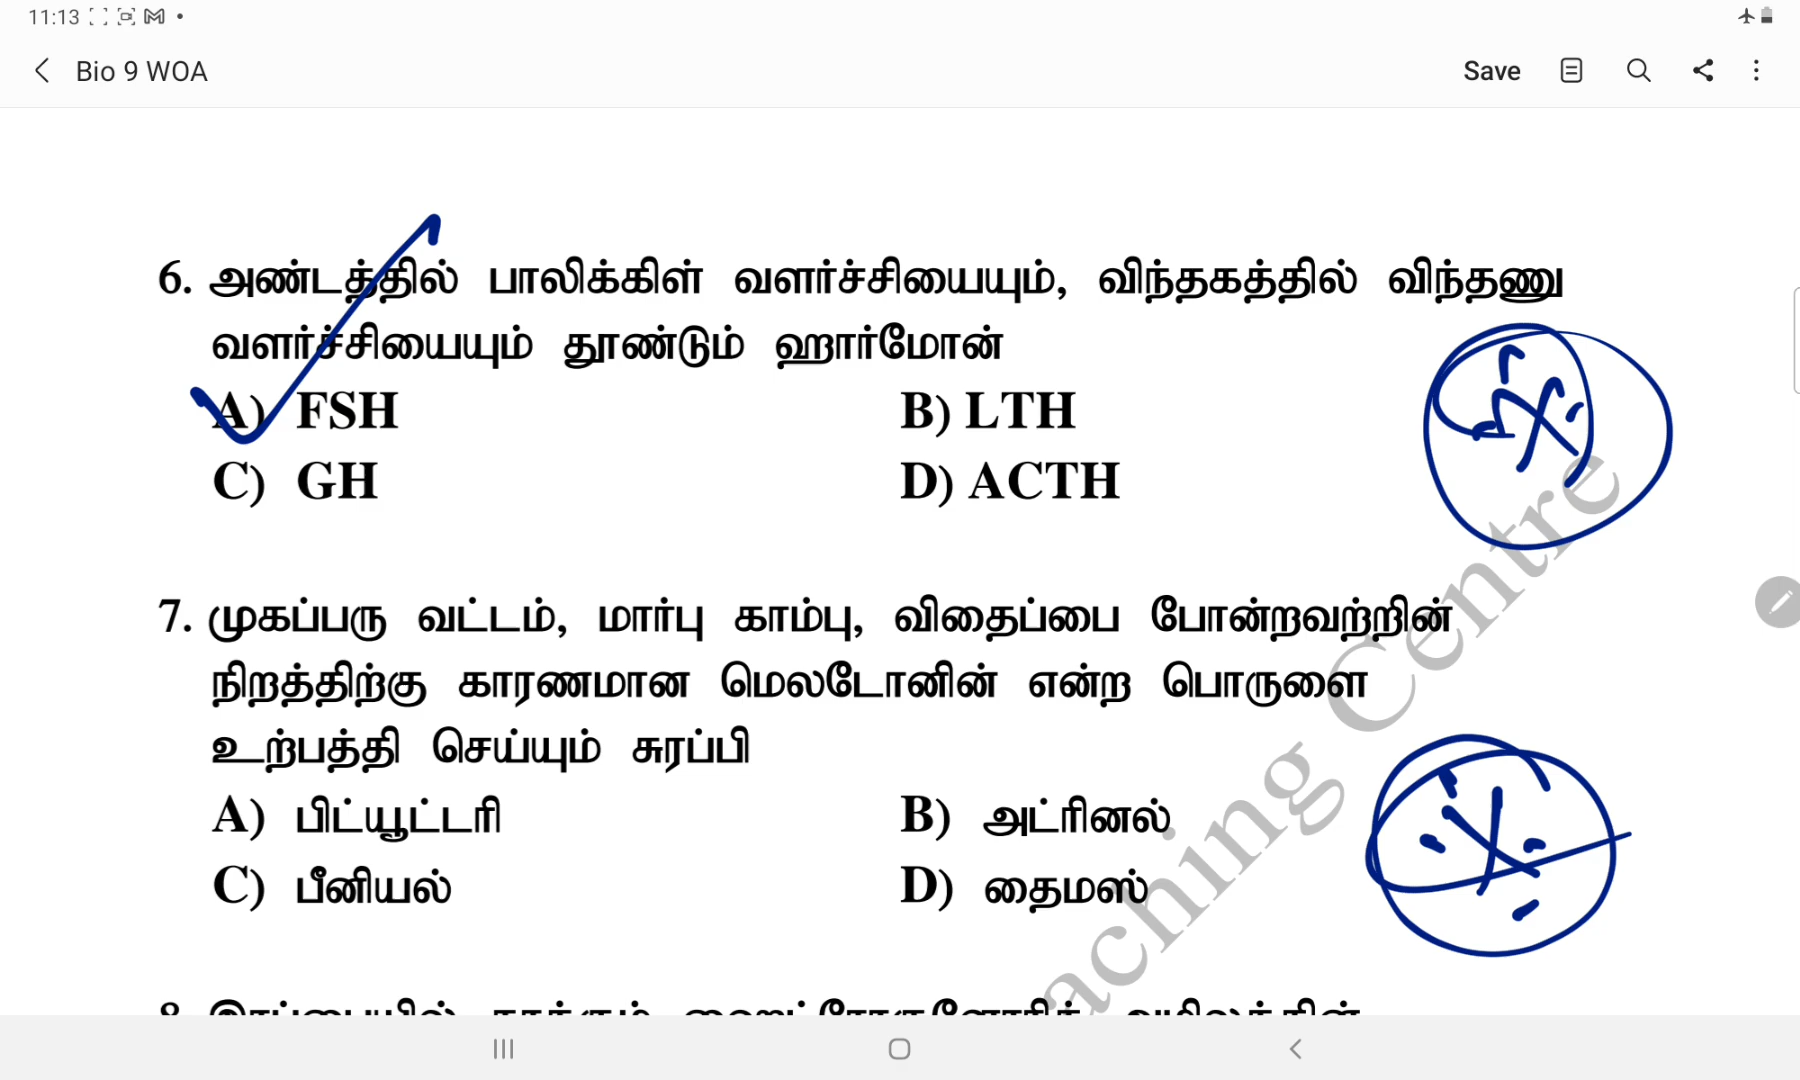 11:13
Bio 9 WOA
Save
6. அண்டத்தில் பாலிக்கிள் வளர்ச்சியையும், விந்தகத்தில் விந்தணு
வளர்ச்சியையும் தூண்டும் ஹார்மோன்
A) FSH B) LTH
C) GH D) ACTH
7. முகப்பரு வட்டம், மார்பு காம்பு, விதைப்பை போன்றவற்றின்
நிறத்திற்கு காரணமான மெலடோனின் என்ற பொருளை
உற்பத்தி செய்யும் சுரப்பி
A) பிட்யூட்டரி B) அட்ரினல்
C) பீனியல் D) தைமஸ்
aching Centre